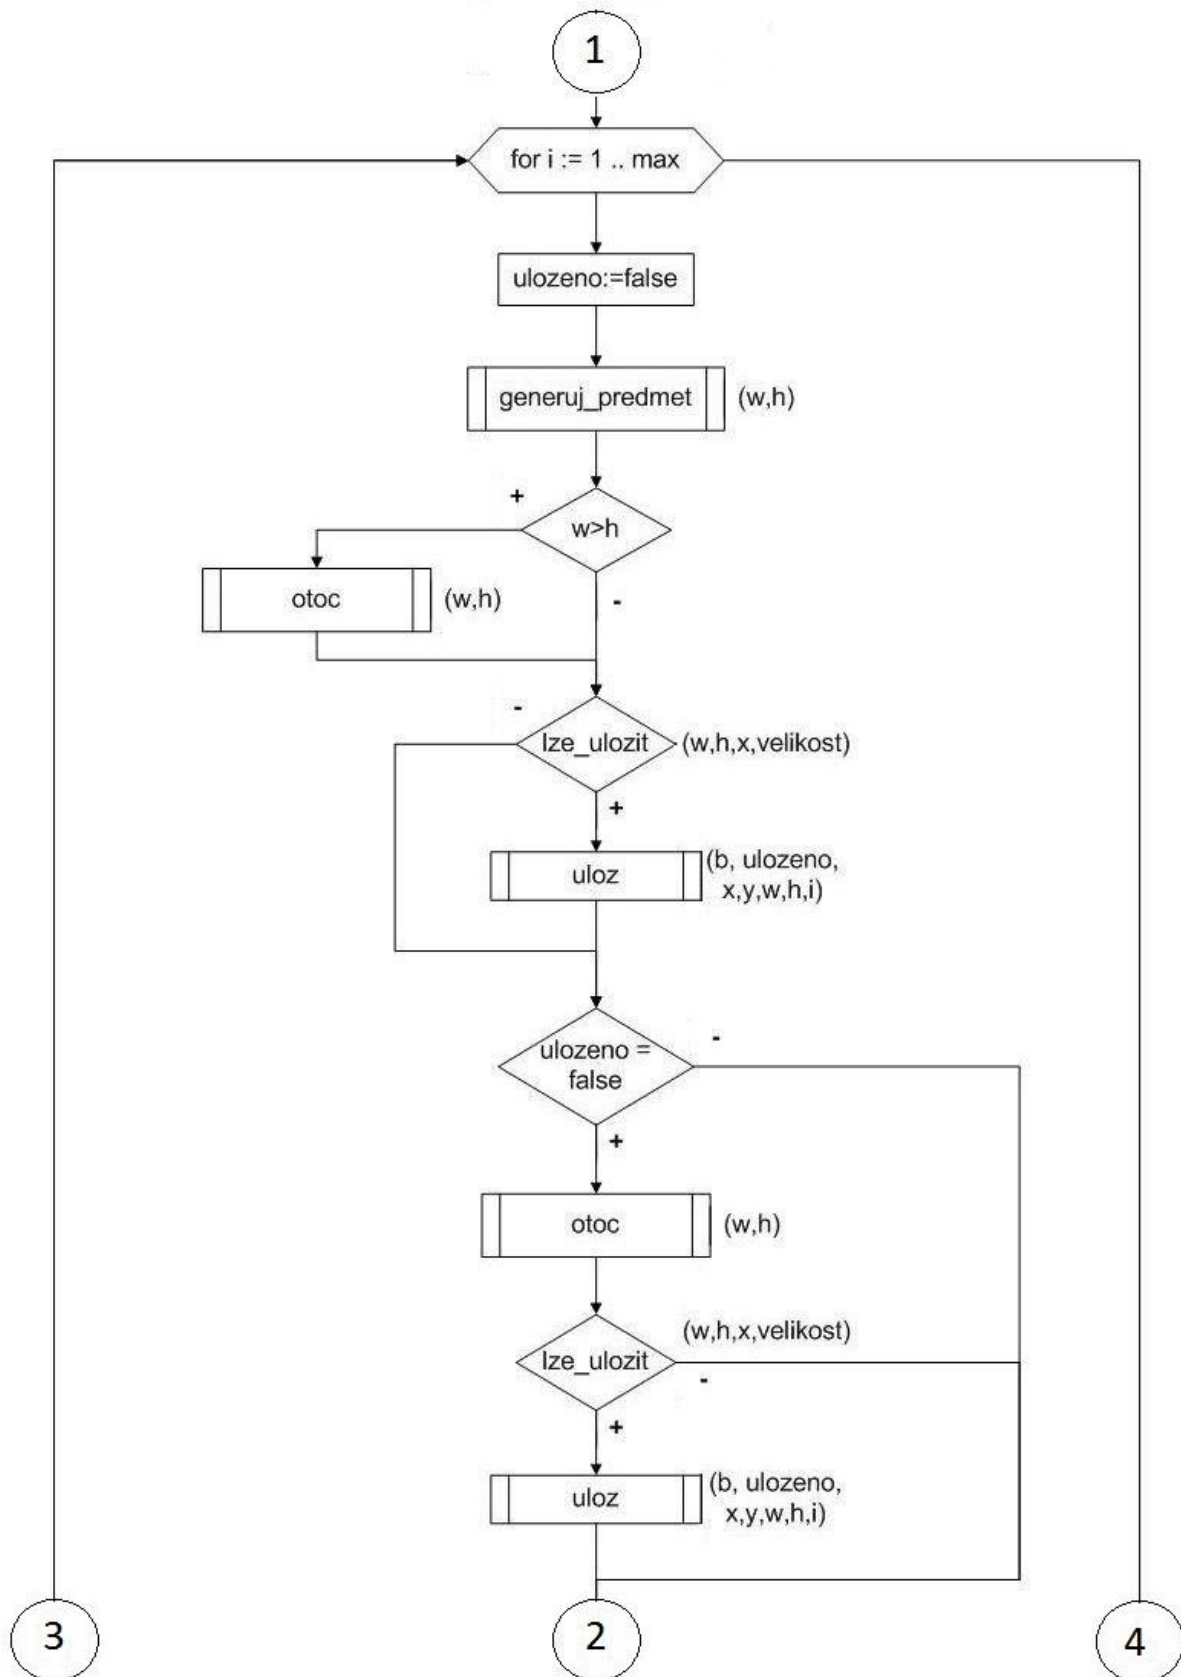 1
for i := 1 .. max
ulozeno:=false
generuj_predmet
(w,h)
+
w>h
otoc
(w,h)
-
-
lze_ulozit
(w,h,x,velikost)
+
uloz
(b, ulozeno,
x,y,w,h,i)
ulozeno =
false
-
+
otoc
(w,h)
(w,h,x,velikost)
lze_ulozit
-
+
uloz
(b, ulozeno,
x,y,w,h,i)
3
2
4